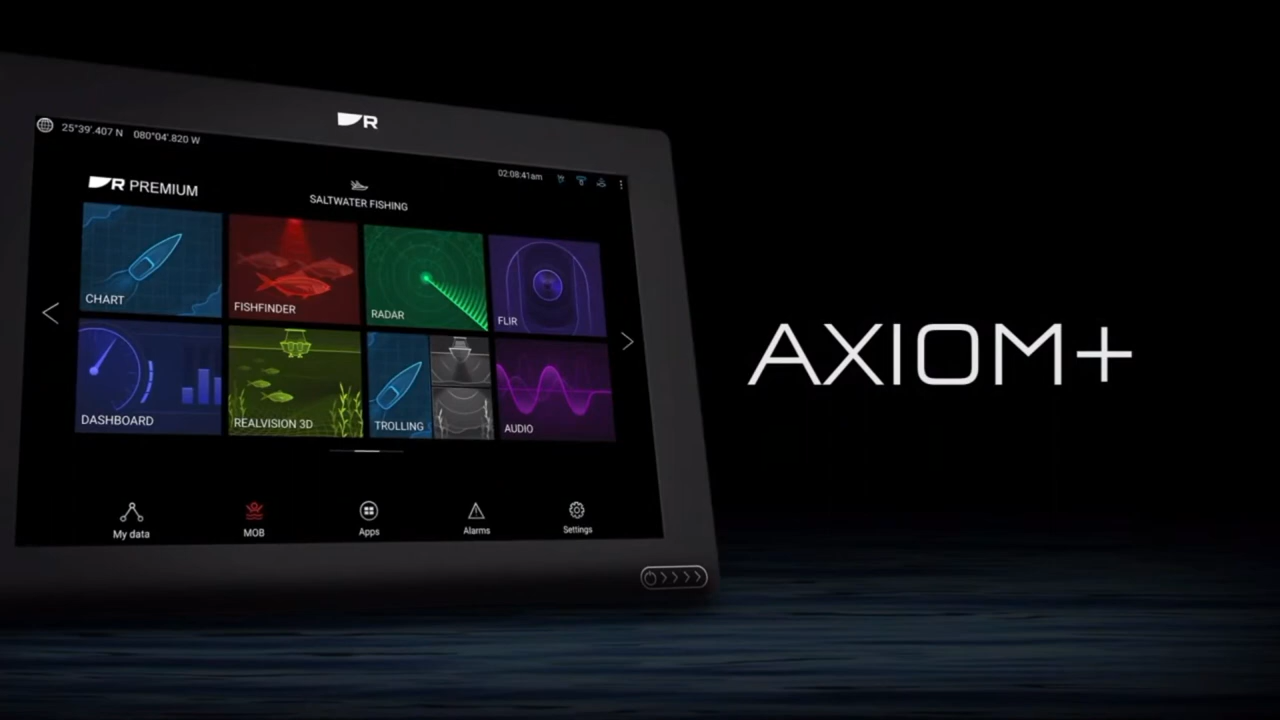 25°39'.407 N 080°04'.820 W
R
02:08:41am
R PREMIUM
SALTWATER FISHING
CHART
FISHFINDER
RADAR
FLIR
DASHBOARD
REALVISION 3D
TROLLING
AUDIO
My data
MOB
Apps
Alarms
Settings
AXIOM+